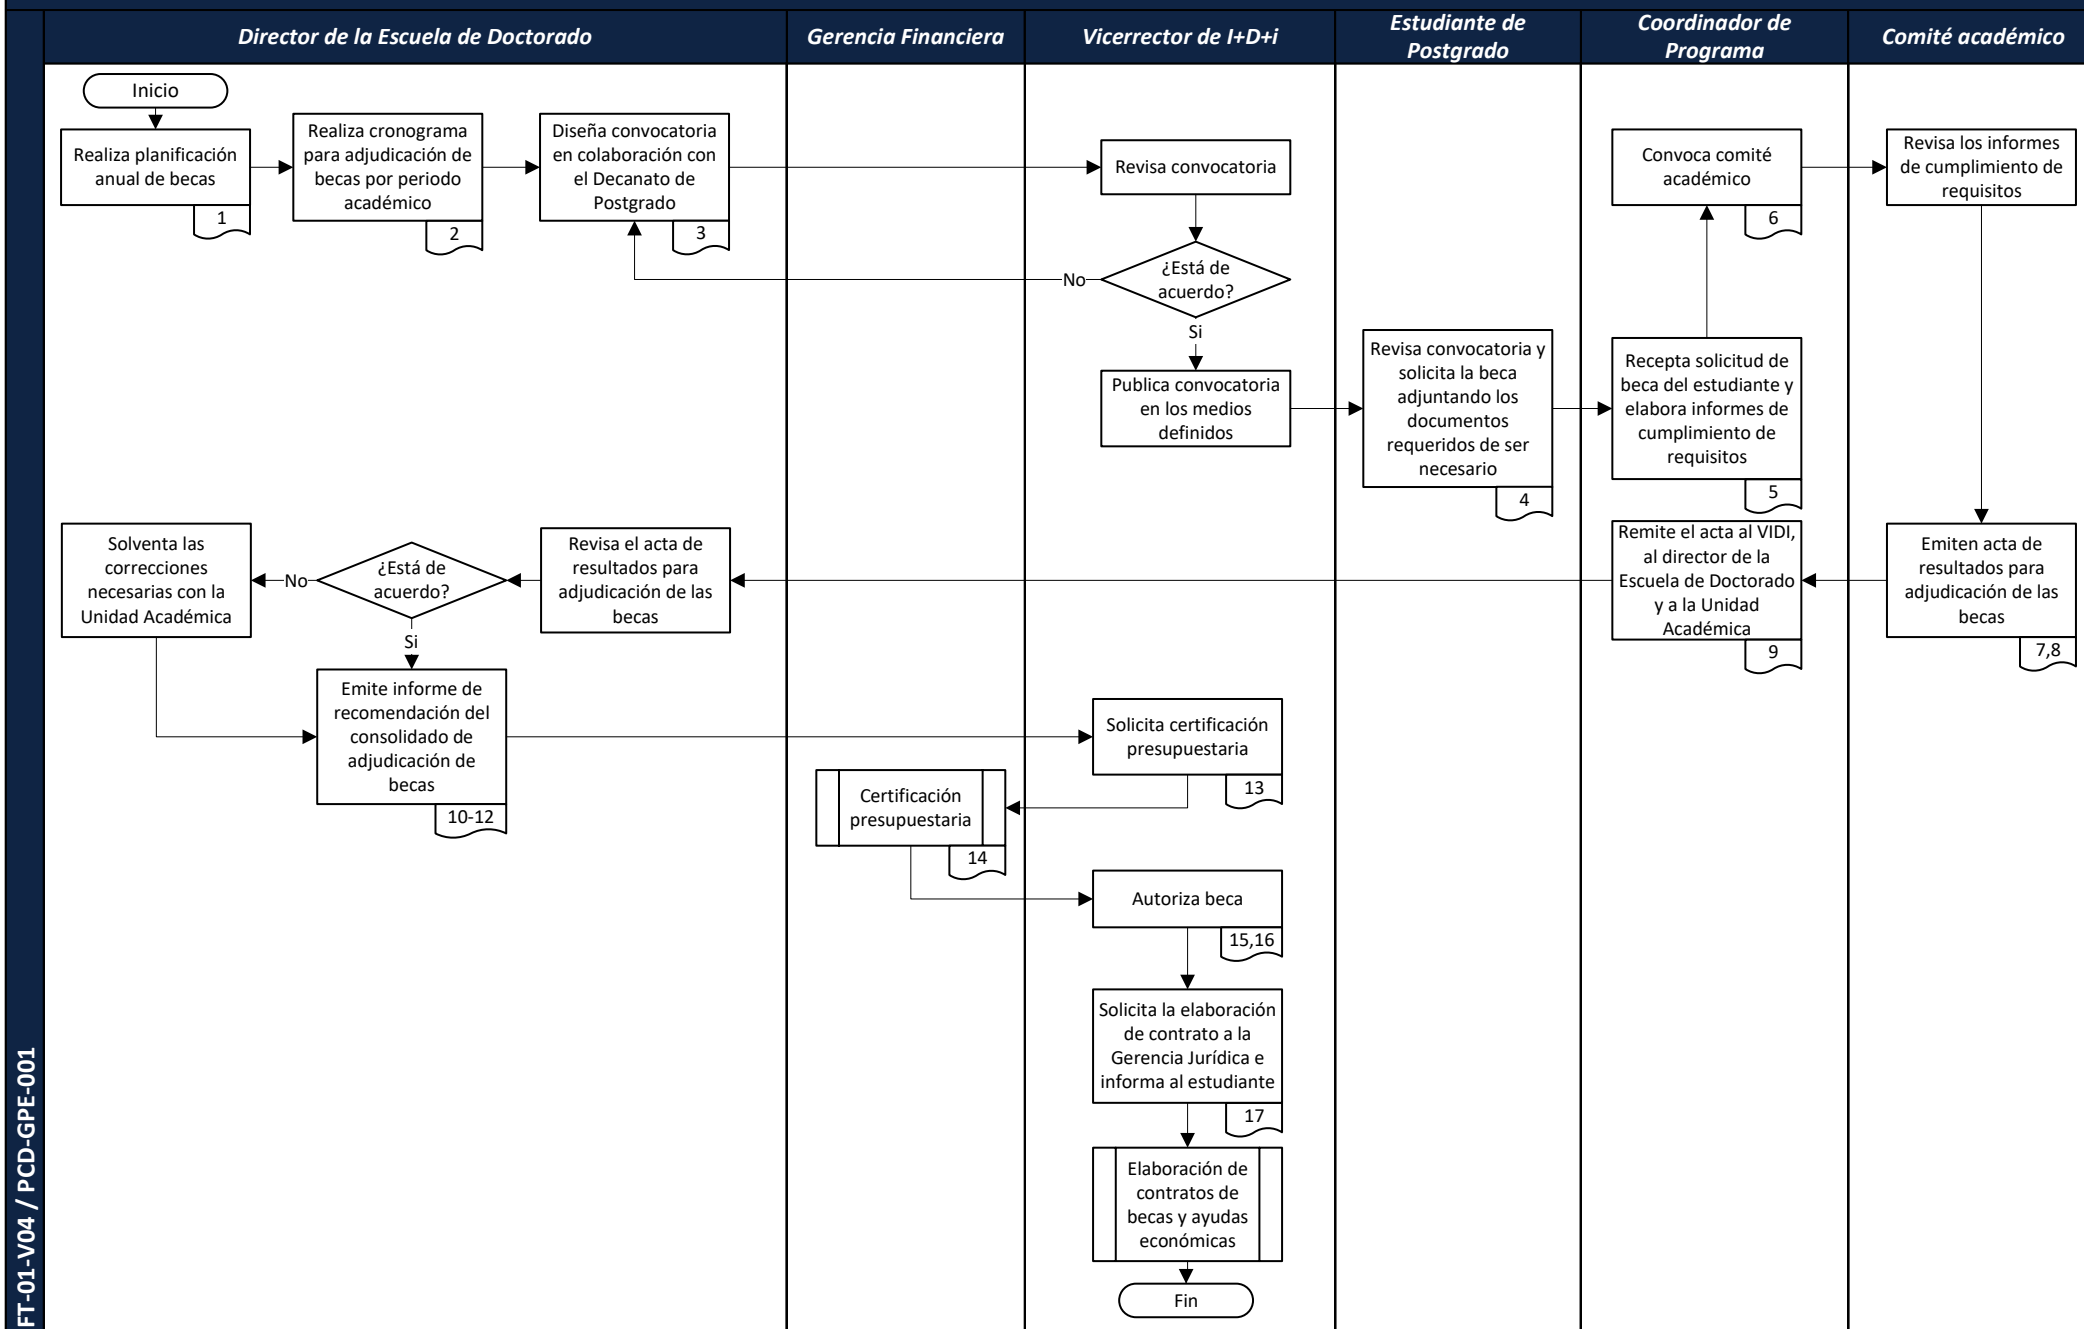 Director de la Escuela de Doctorado
Gerencia Financiera
Vicerrector de I+D+i
Estudiante de
Postgrado
Coordinador de
Programa
Comité académico
Inicio
Realiza planificación
anual de becas
1
Realiza cronograma
para adjudicación de
becas por periodo
académico
2
Diseña convocatoria
en colaboración con
el Decanato de
Postgrado
3
Revisa convocatoria
¿Está de
acuerdo?
No
Si
Publica convocatoria
en los medios
definidos
Revisa convocatoria y
solicita la beca
adjuntando los
documentos
requeridos de ser
necesario
4
Recepta solicitud de
beca del estudiante y
elabora informes de
cumplimiento de
requisitos
5
Convoca comité
académico
6
Revisa los informes
de cumplimiento de
requisitos
Emiten acta de
resultados para
adjudicación de las
becas
7,8
Remite el acta al VIDI,
al director de la
Escuela de Doctorado
y a la Unidad
Académica
9
Revisa el acta de
resultados para
adjudicación de las
becas
¿Está de
acuerdo?
No
Si
Solventa las
correcciones
necesarias con la
Unidad Académica
Emite informe de
recomendación del
consolidado de
adjudicación de
becas
10-12
Solicita certificación
presupuestaria
13
Certificación
presupuestaria
14
Autoriza beca
15,16
Solicita la elaboración
de contrato a la
Gerencia Jurídica e
informa al estudiante
17
Elaboración de
contratos de
becas y ayudas
económicas
Fin
FT-01-V04 / PCD-GPE-001